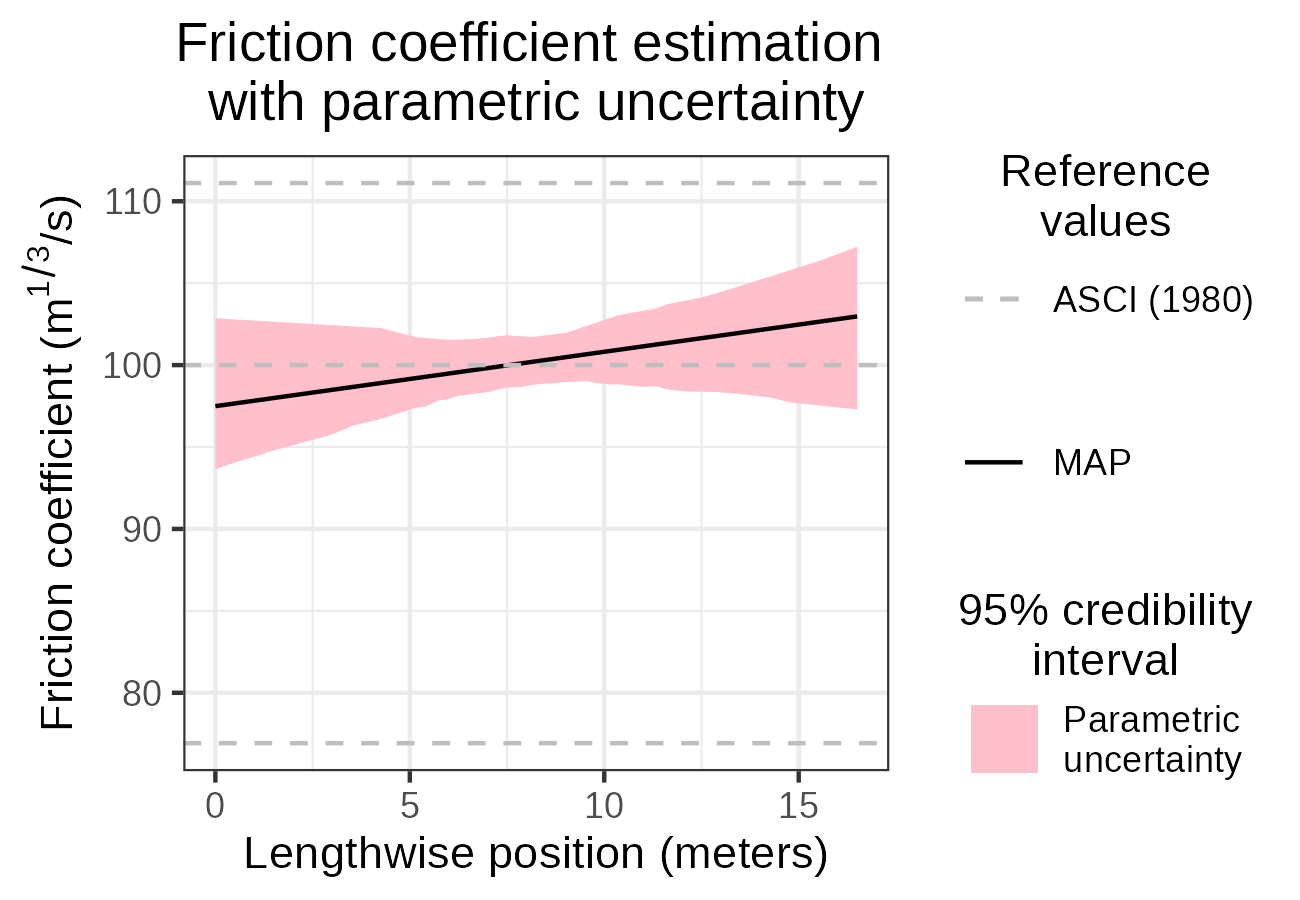 Friction coefficient estimation
with parametric uncertainty
Friction coefficient (m^1/3/s)
110
100
90
80
0 5 10 15
Lengthwise position (meters)
Reference
values
ASCI (1980)
MAP
95% credibility
interval
Parametric
uncertainty